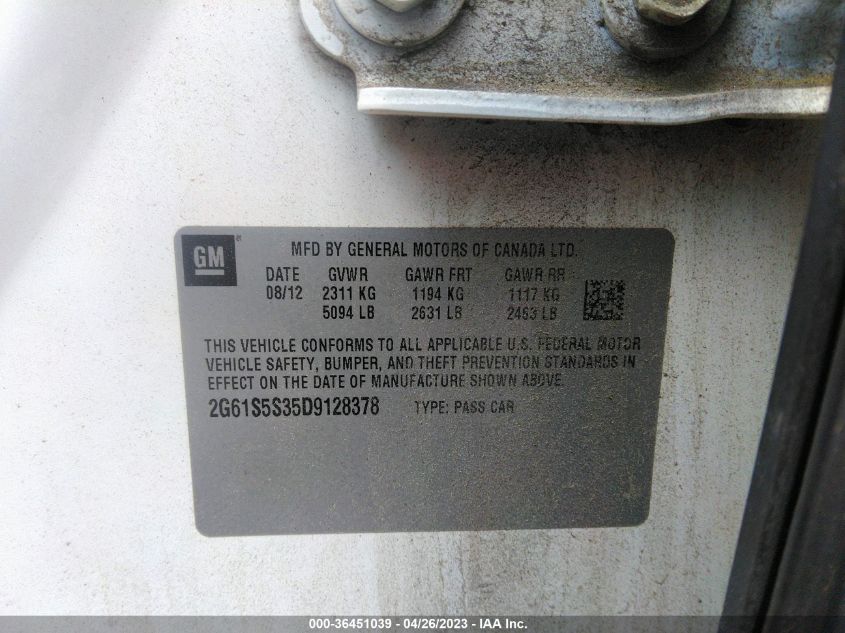 GM
MFD BY GENERAL MOTORS OF CANADA LTD.
DATE GVWR GAWR FRT GAWR RR
08/12 2311 KG 1194 KG 1117 KG
5094 LB 2631 LB 2463 LB
THIS VEHICLE CONFORMS TO ALL APPLICABLE U.S. FEDERAL MOTOR
VEHICLE SAFETY, BUMPER, AND THEFT PREVENTION STANDARDS IN
EFFECT ON THE DATE OF MANUFACTURE SHOWN ABOVE.
2G61S5S35D9128378 TYPE: PASS CAR
000-36451039 - 04/26/2023 - IAA Inc.